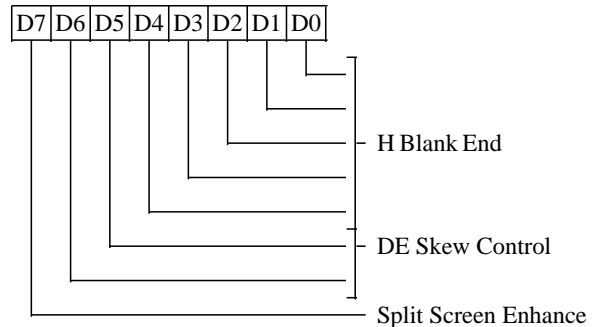 D7 D6 D5 D4 D3 D2 D1 D0
H Blank End
DE Skew Control
Split Screen Enhance